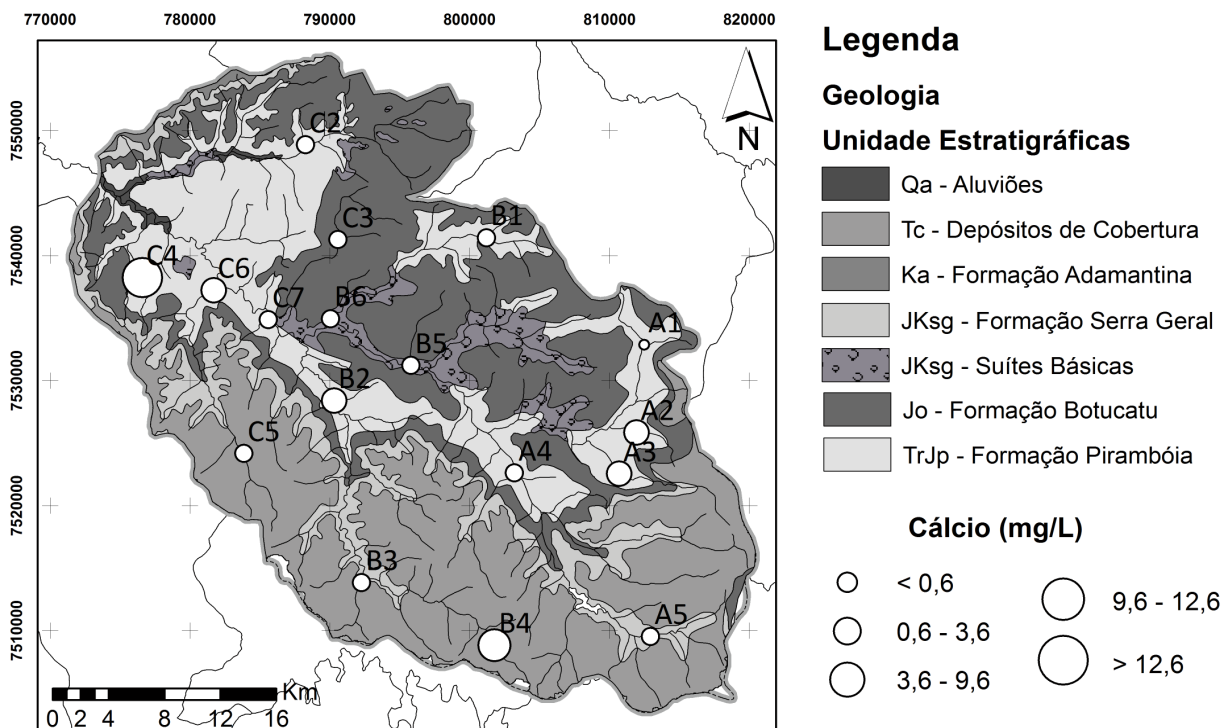 770000 780000 790000 800000 810000 820000
7550000
7540000
7530000
7520000
7510000
N
C2
C3
B1
C4
C6
C7
B6
A1
B5
B2
A2
C5
A4
A3
B3
B4
A5
Km
0 2 4 8 12 16
Legenda
Geologia
Unidade Estratigráficas
Qa - Aluviões
Tc - Depósitos de Cobertura
Ka - Formação Adamantina
JKsg - Formação Serra Geral
JKsg - Suítes Básicas
Jo - Formação Botucatu
TrJp - Formação Pirambóia
Cálcio (mg/L)
< 0,6
0,6 - 3,6
3,6 - 9,6
9,6 - 12,6
> 12,6